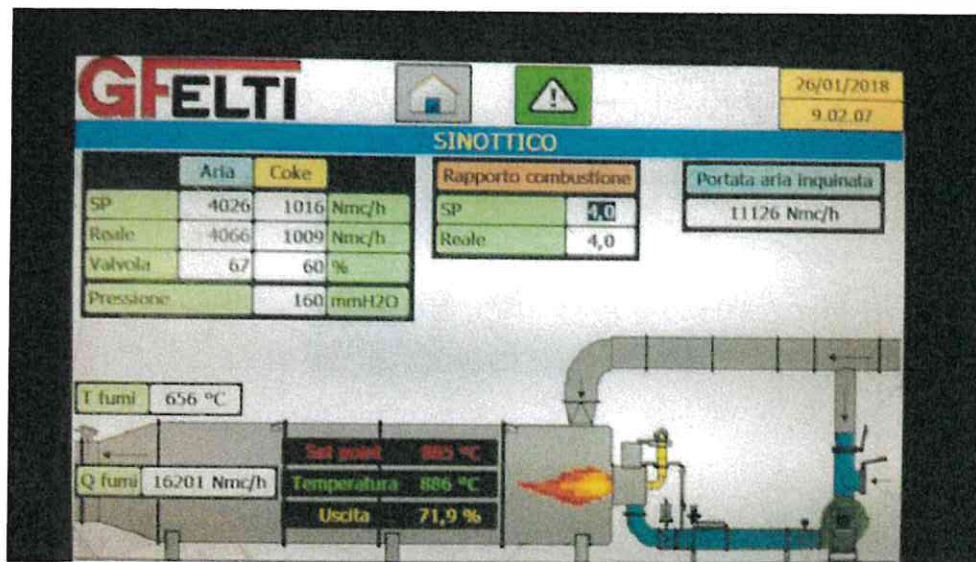 GFELTI
26/01/2018
9.02.07
SINOTTICO
Aria Coke
SP 4026 1016 Nmc/h
Reale 4066 1009 Nmc/h
Valvola 67 60 %
Pressione 160 mmH2O
Rapporto combustione
SP 4,0
Reale 4,0
Portata aria inquinata
11126 Nmc/h
T fumi 656 °C
Q fumi 16201 Nmc/h
Set point 885 °C
Temperatura 886 °C
Uscita 71,9 %